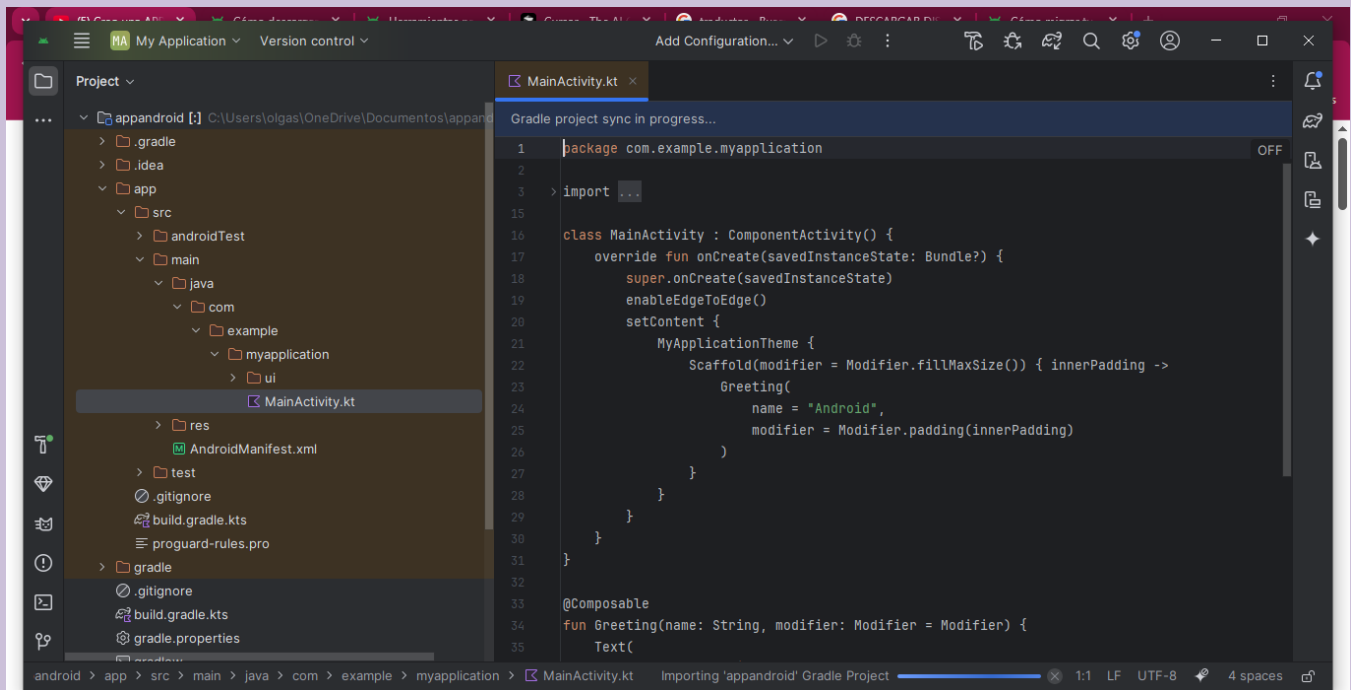 MA My Application Version control Add Configuration...
Project
MainActivity.kt
appandroid [:] C:\Users\olgas\OneDrive\Documentos\appand
Gradle project sync in progress...
.gradle
.idea
app
src
androidTest
main
java
com
example
myapplication
ui
MainActivity.kt
res
AndroidManifest.xml
test
.gitignore
build.gradle.kts
proguard-rules.pro
gradle
.gitignore
build.gradle.kts
gradle.properties
gradlew
OFF
1 package com.example.myapplication
2
3 import ...
15
16 class MainActivity : ComponentActivity() {
17 override fun onCreate(savedInstanceState: Bundle?) {
18 super.onCreate(savedInstanceState)
19 enableEdgeToEdge()
20 setContent {
21 MyApplicationTheme {
22 Scaffold(modifier = Modifier.fillMaxSize()) { innerPadding ->
23 Greeting(
24 name = "Android",
25 modifier = Modifier.padding(innerPadding)
26 )
27 }
28 }
29 }
30 }
31 }
32
33 @Composable
34 fun Greeting(name: String, modifier: Modifier = Modifier) {
35 Text(
android > app > src > main > java > com > example > myapplication > MainActivity.kt Importing 'appandroid' Gradle Project 1:1 LF UTF-8 4 spaces